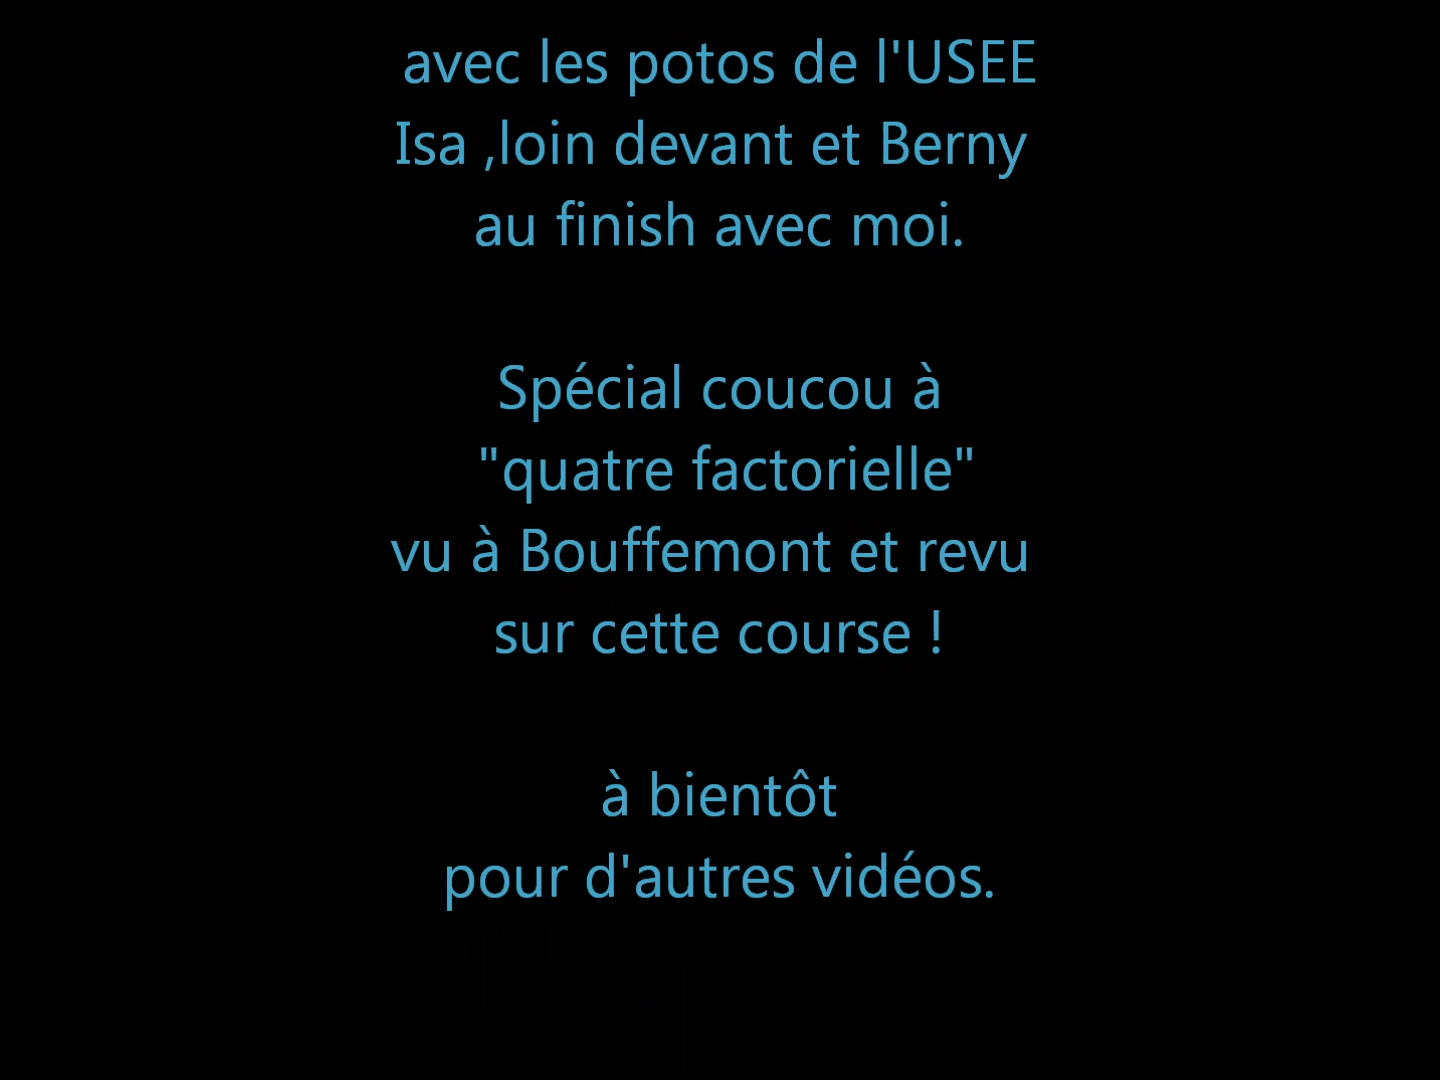 avec les potos de l'USEE
Isa ,loin devant et Berny
au finish avec moi.
Spécial coucou à
"quatre factorielle"
vu à Bouffemont et revu
sur cette course !
à bientôt
pour d'autres vidéos.